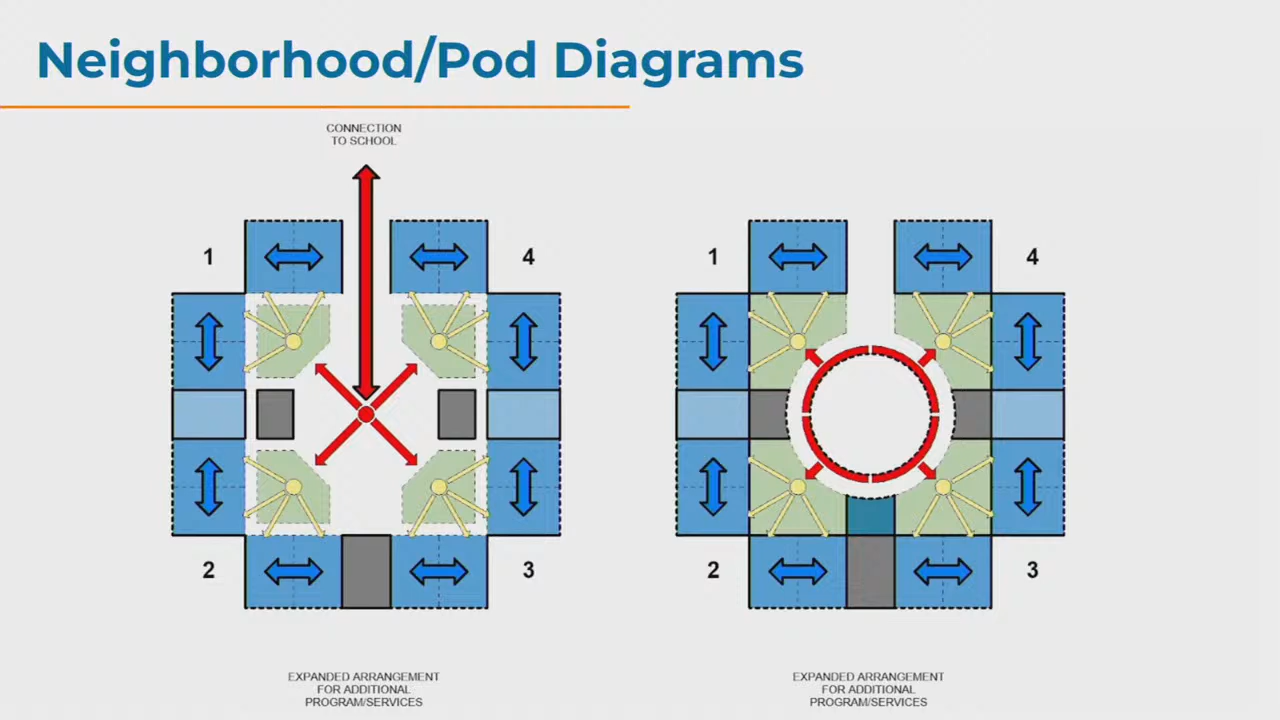 Neighborhood/Pod Diagrams
CONNECTION
TO SCHOOL
1
4
2
3
1
4
2
3
EXPANDED ARRANGEMENT
FOR ADDITIONAL
PROGRAM/SERVICES
EXPANDED ARRANGEMENT
FOR ADDITIONAL
PROGRAM/SERVICES